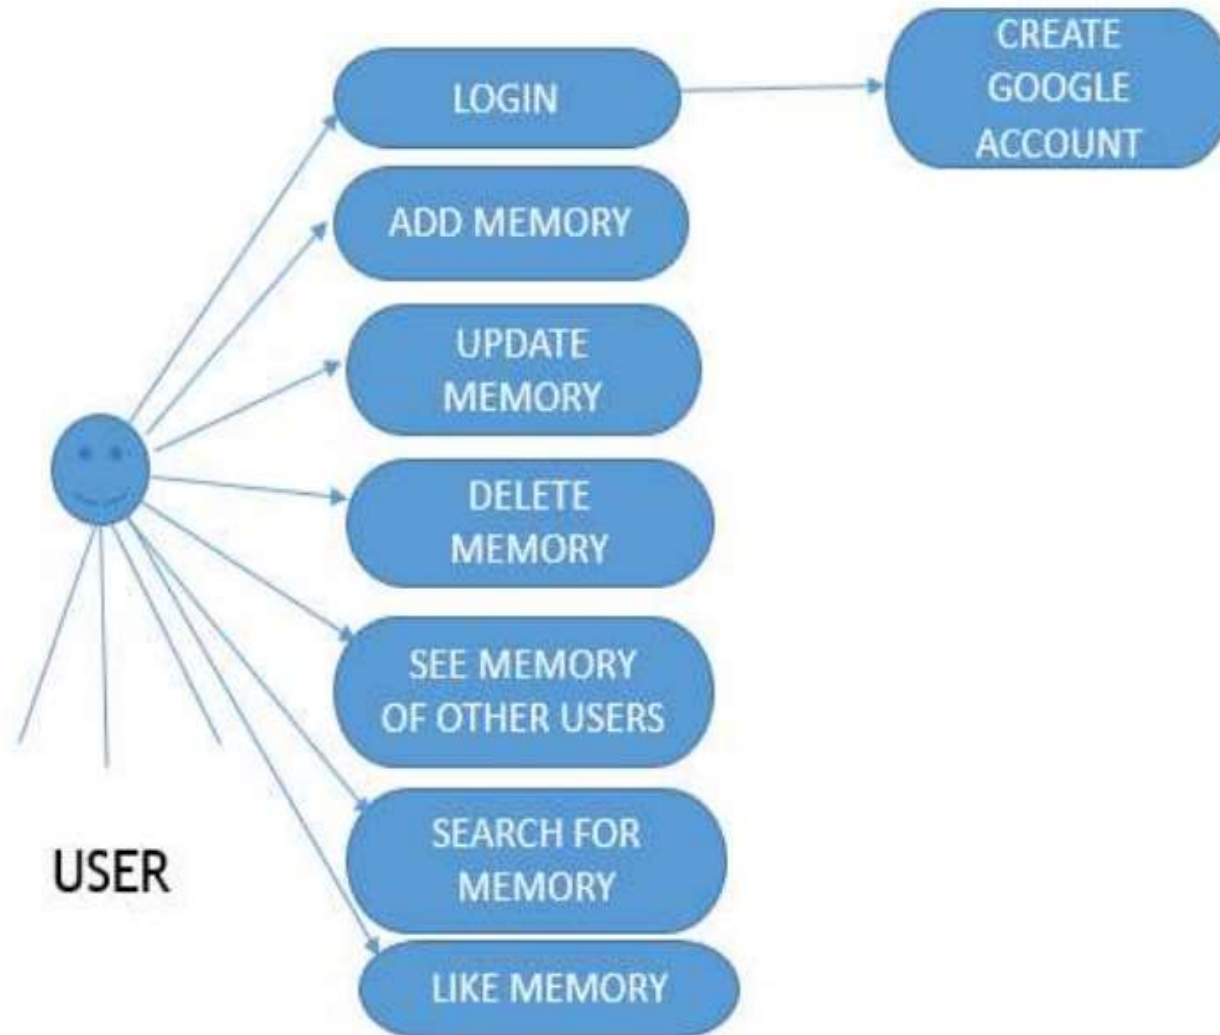 CREATE
GOOGLE
ACCOUNT
LOGIN
ADD MEMORY
UPDATE
MEMORY
DELETE
MEMORY
SEE MEMORY
OF OTHER USERS
SEARCH FOR
MEMORY
USER
LIKE MEMORY